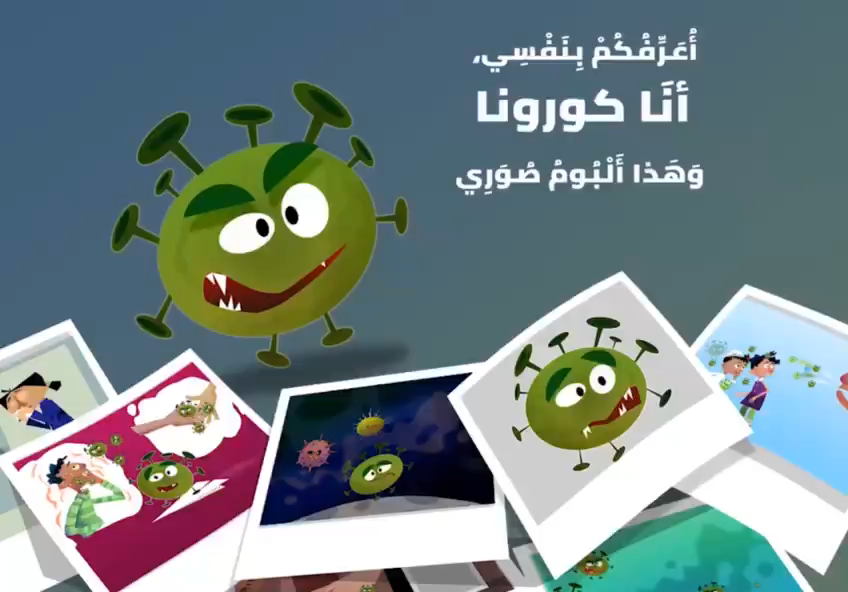 أُعَرِّفُكُمْ بِنَفْسِي،
أنَا كورونا
وَهَذا أَلْبُومُ صُوَرِي